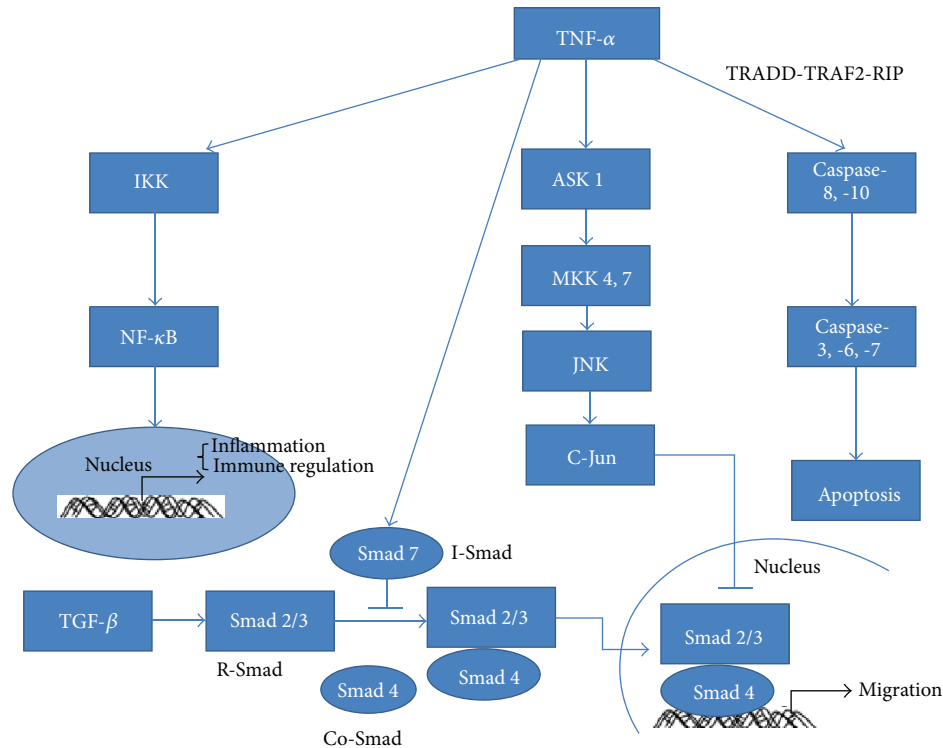 TNF-α
TRADD-TRAF2-RIP
IKK
ASK 1
Caspase-
8, -10
MKK 4, 7
NF-κB
JNK
Caspase-
3, -6, -7
Inflammation
Nucleus
Immune regulation
C-Jun
Apoptosis
Smad 7
I-Smad
Nucleus
TGF-β
Smad 2/3
Smad 2/3
Smad 2/3
R-Smad
Smad 4
Smad 4
Smad 4
Migration
Co-Smad